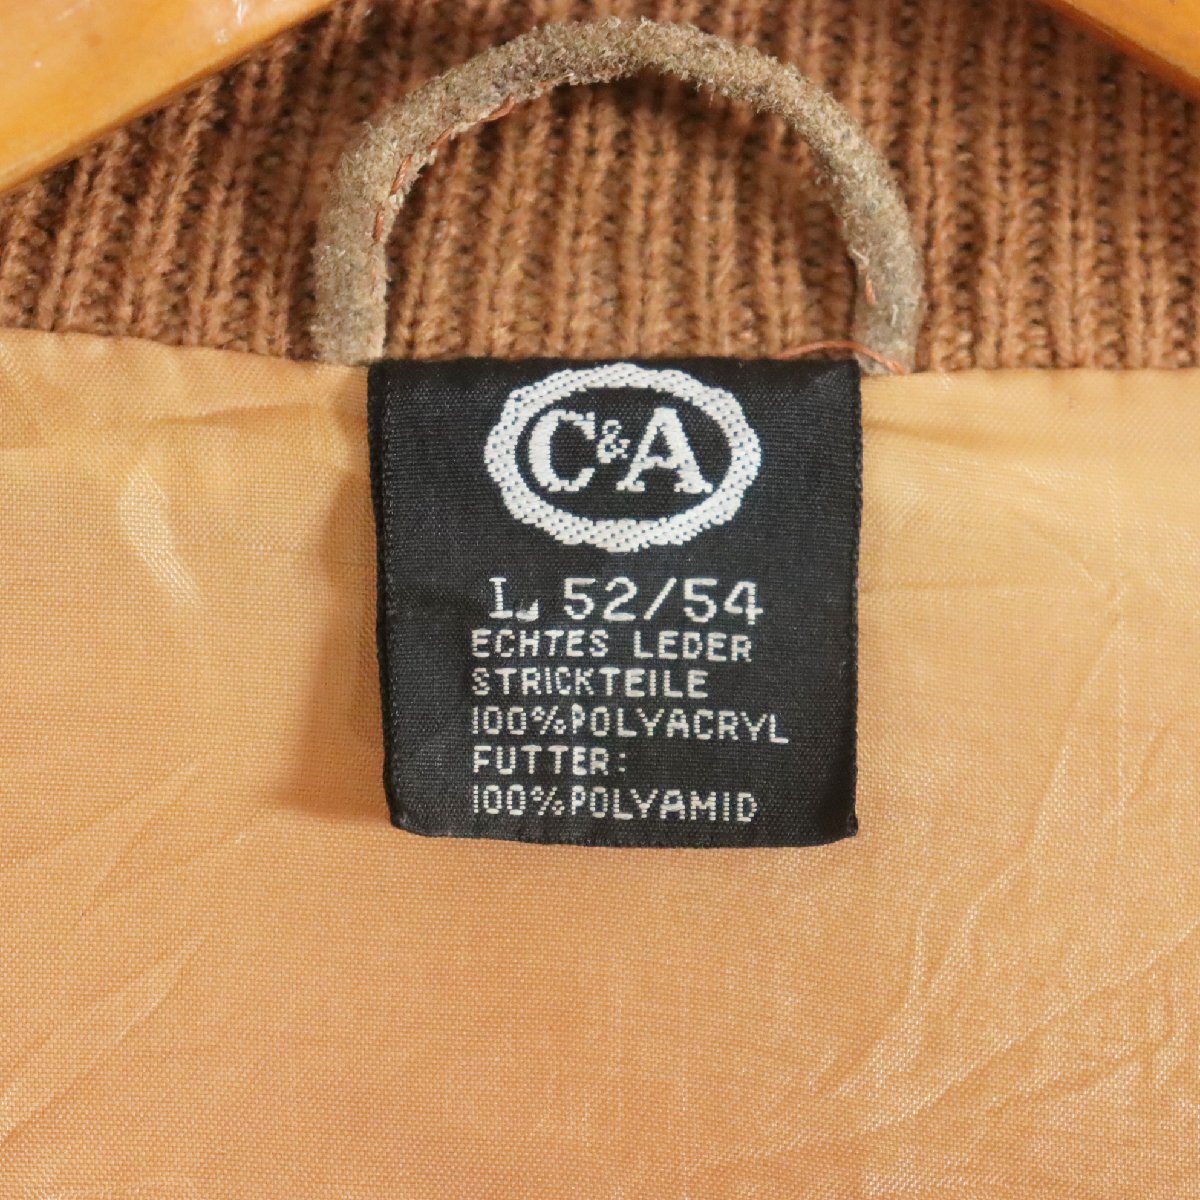 C&A
L 52/54
ECHTES LEDER
STRICKTEILE
100%POLYACRYL
FUTTER:
100%POLYAMID